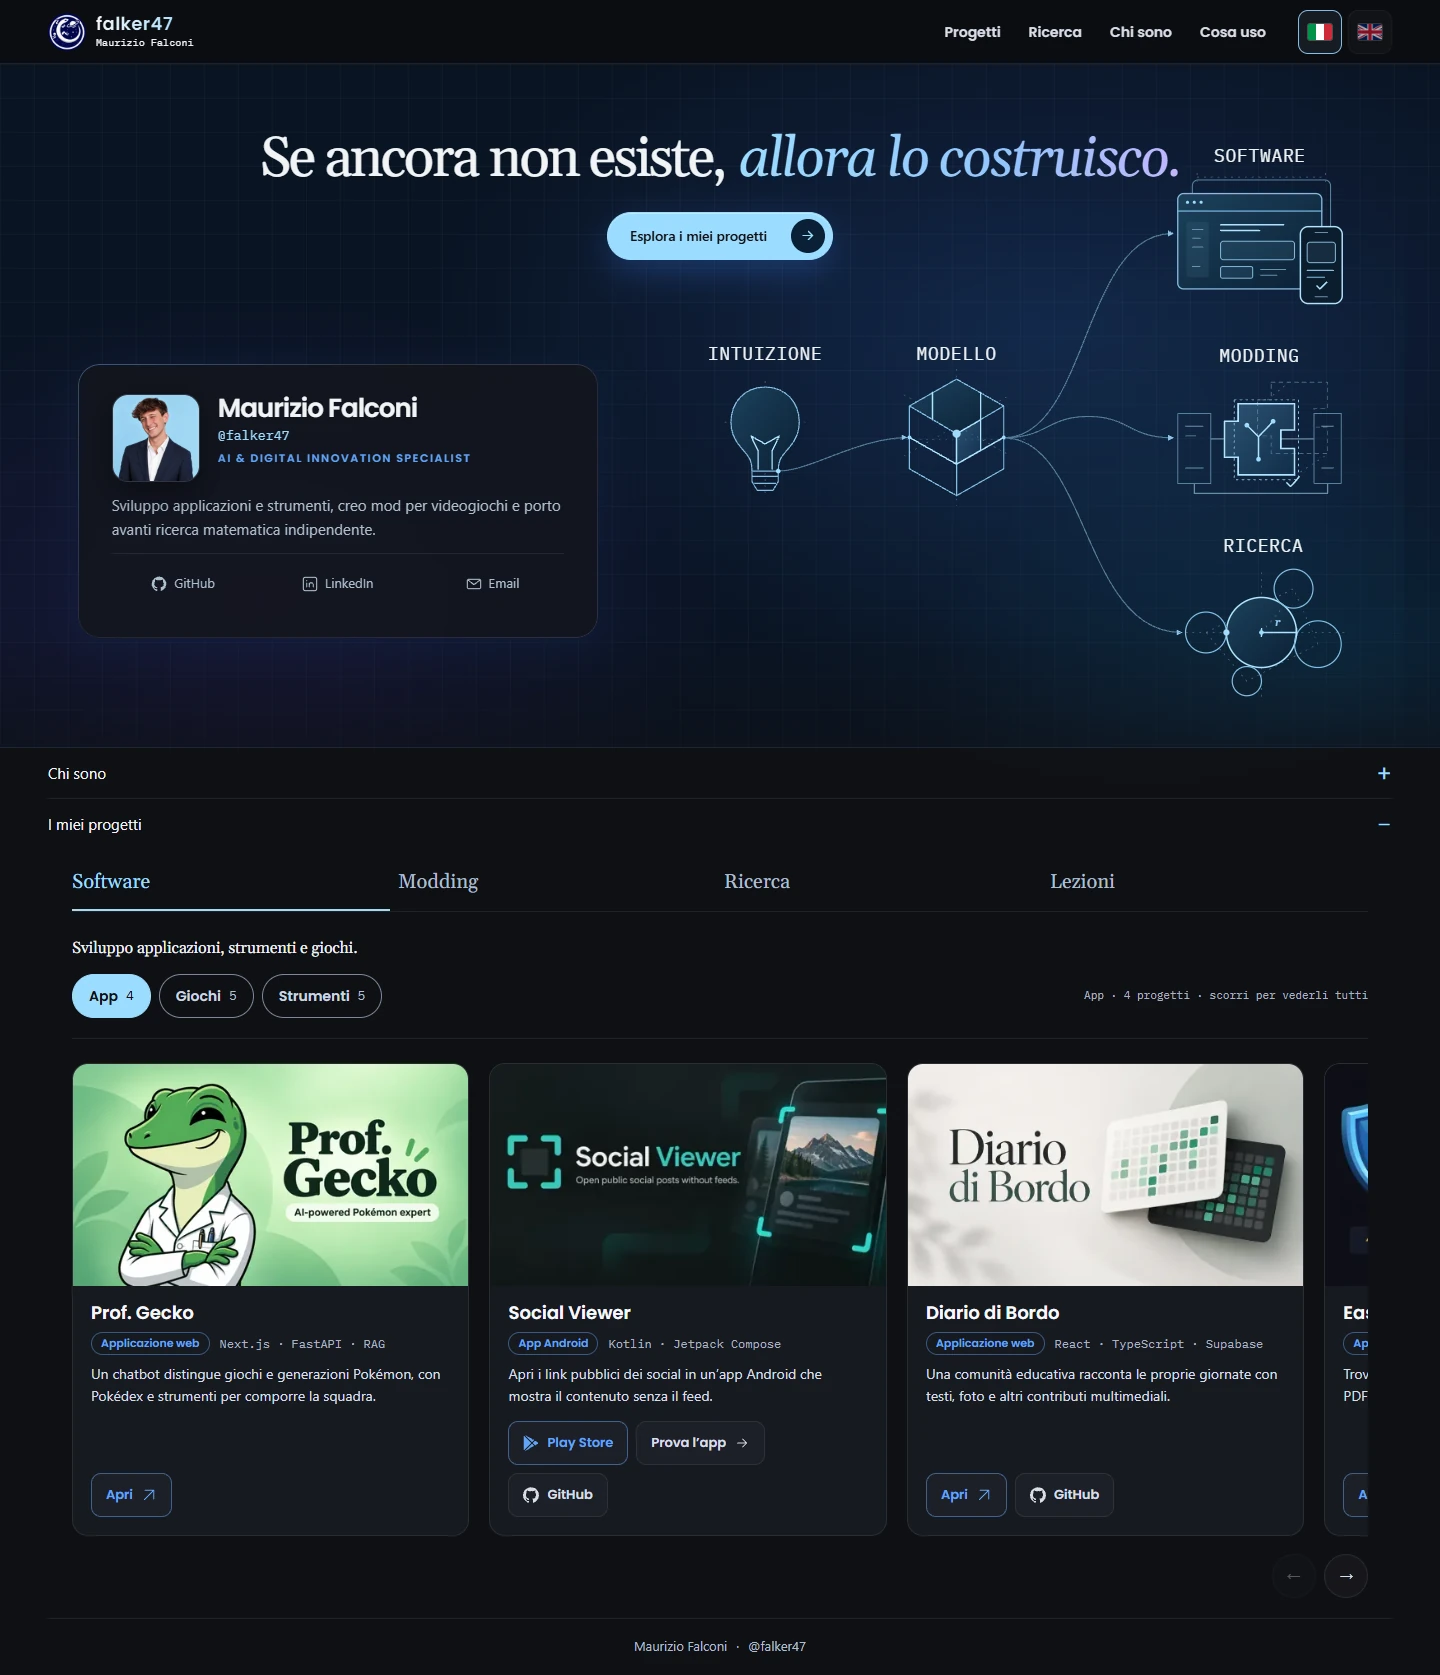 falker47
Maurizio Falconi
Progetti
Ricerca
Chi sono
Cosa uso
Se ancora non esiste, allora lo costruisco.
Esplora i miei progetti
SOFTWARE
INTUIZIONE
MODELLO
MODDING
RICERCA
r
Maurizio Falconi
@falker47
AI & DIGITAL INNOVATION SPECIALIST
Sviluppo applicazioni e strumenti, creo mod per videogiochi e porto
avanti ricerca matematica indipendente.
GitHub
LinkedIn
Email
Chi sono
I miei progetti
Software
Modding
Ricerca
Lezioni
Sviluppo applicazioni, strumenti e giochi.
App 4
Giochi 5
Strumenti 5
App · 4 progetti · scorri per vederli tutti
Prof.
Gecko
AI-powered Pokémon expert
Prof. Gecko
Applicazione web
Next.js · FastAPI · RAG
Un chatbot distingue giochi e generazioni Pokémon, con
Pokédex e strumenti per comporre la squadra.
Apri
Social Viewer
Open public social posts without feeds.
Social Viewer
App Android
Kotlin · Jetpack Compose
Apri i link pubblici dei social in un’app Android che
mostra il contenuto senza il feed.
Play Store
Prova l’app
GitHub
Diario
di Bordo
Diario di Bordo
Applicazione web
React · TypeScript · Supabase
Una comunità educativa racconta le proprie giornate con
testi, foto e altri contributi multimediali.
Apri
GitHub
Eas
Ap
Trov
PDF
A
Maurizio Falconi · @falker47